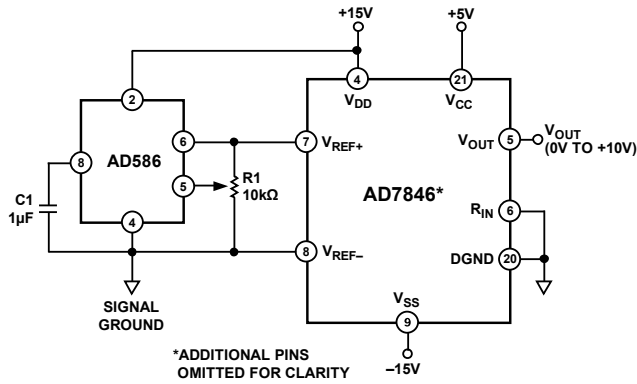 +15V
+5V
2
4
V_DD
21
V_CC
8
AD586
6
5
4
C1
1µF
R1
10kΩ
7
V_REF+
8
V_REF–
AD7846*
V_OUT
5
V_OUT
(0V TO +10V)
R_IN
6
DGND
20
V_SS
9
–15V
SIGNAL
GROUND
*ADDITIONAL PINS
OMITTED FOR CLARITY